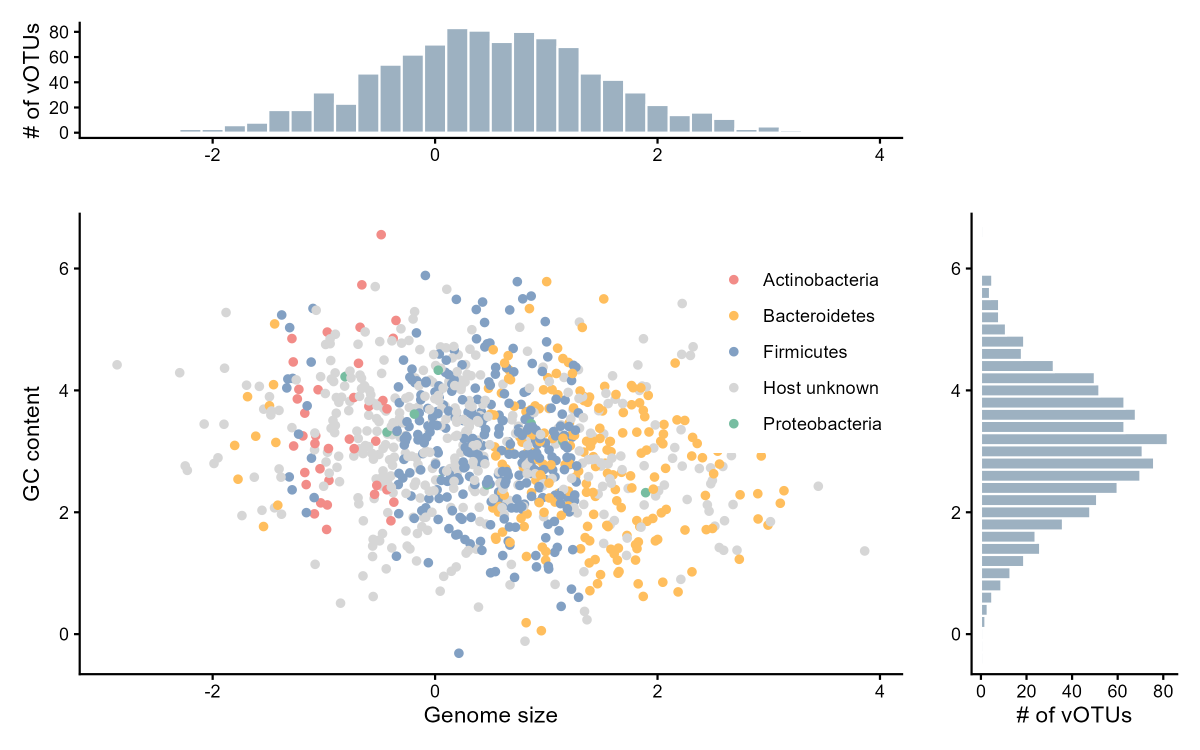 # of vOTUs
80
60
40
20
0
-2 0 2 4
GC content
6
4
2
0
Actinobacteria
Bacteroidetes
Firmicutes
Host unknown
Proteobacteria
-2 0 2 4
Genome size
6
4
2
0
0 20 40 60 80
# of vOTUs